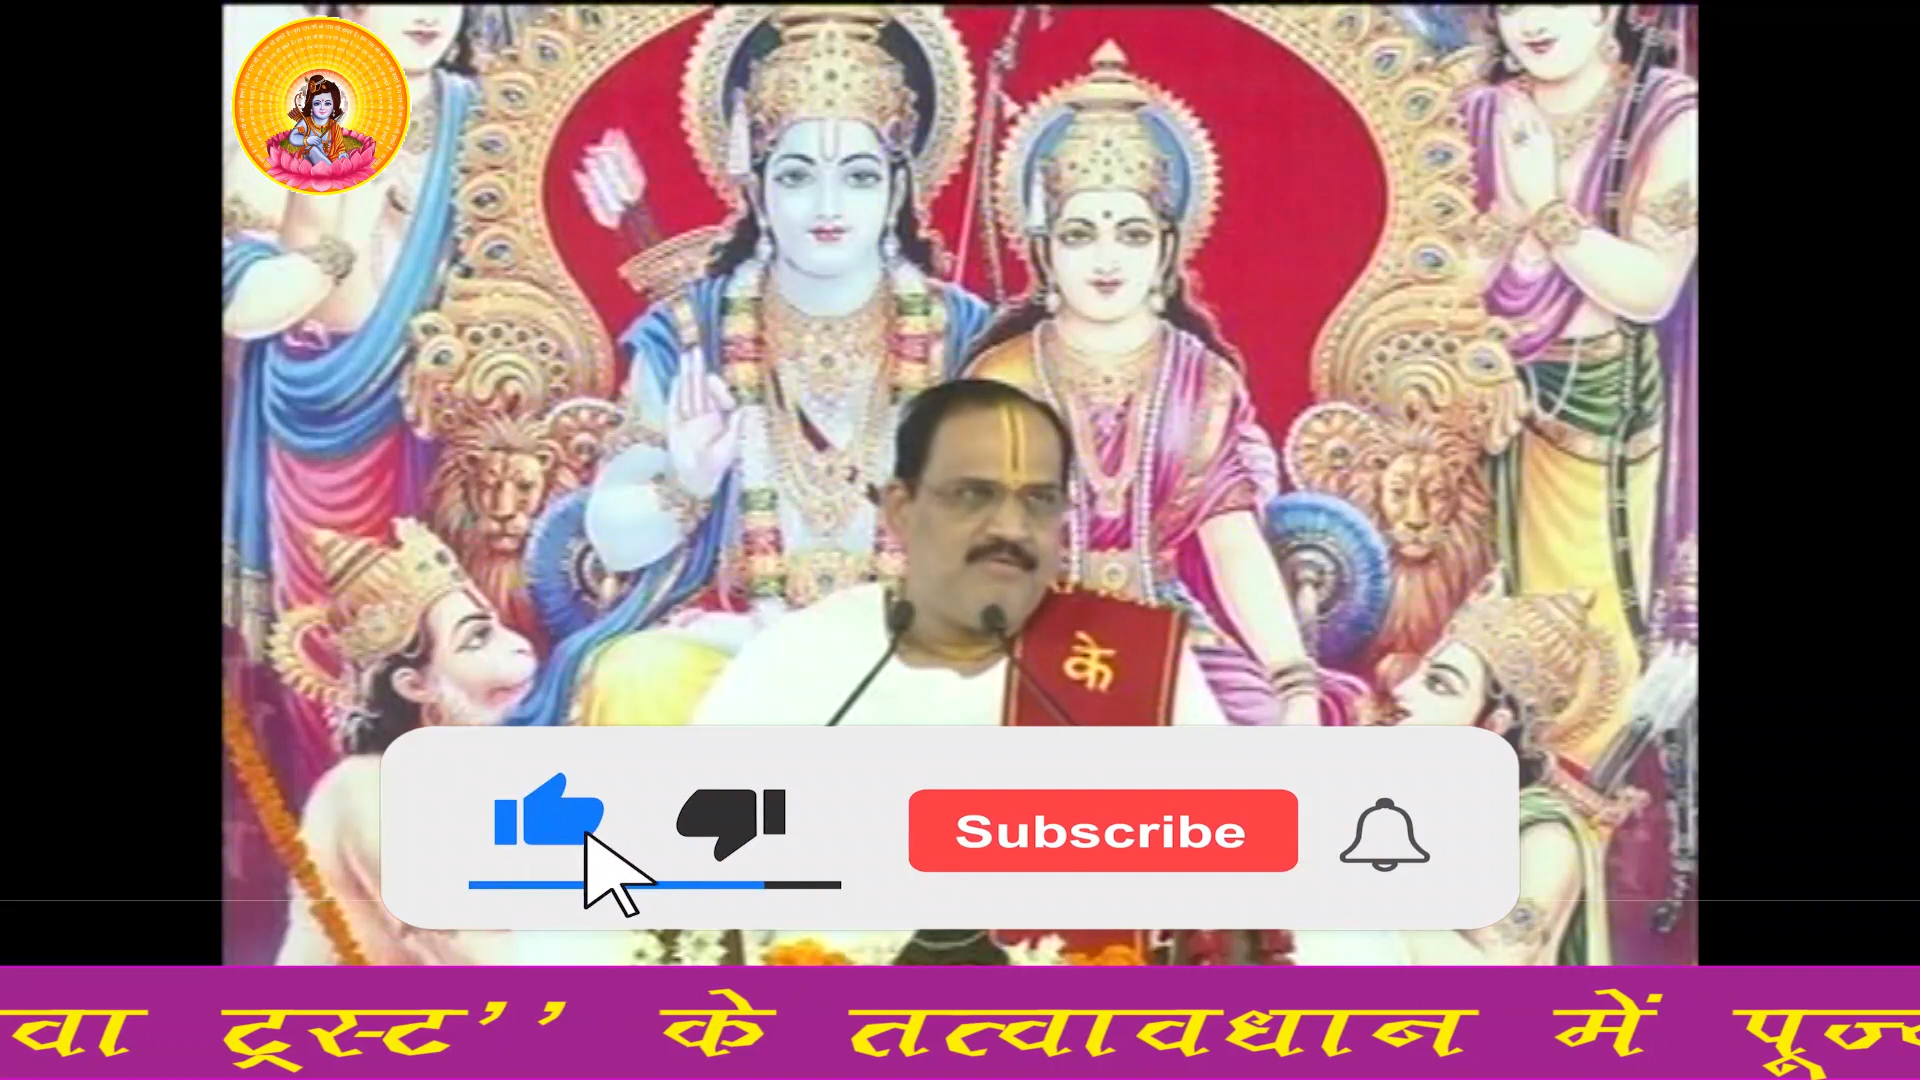 के
Subscribe
वा ट्रस्ट’’ के तत्वावधान में पूज्य